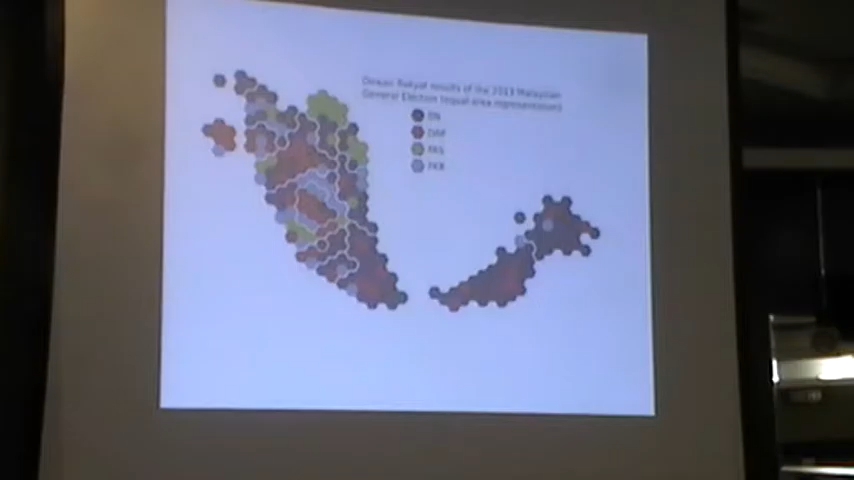 Dewan Rakyat results of the 2013 Malaysian
General Election (equal area representation)
BN
DAP
PAS
PKR